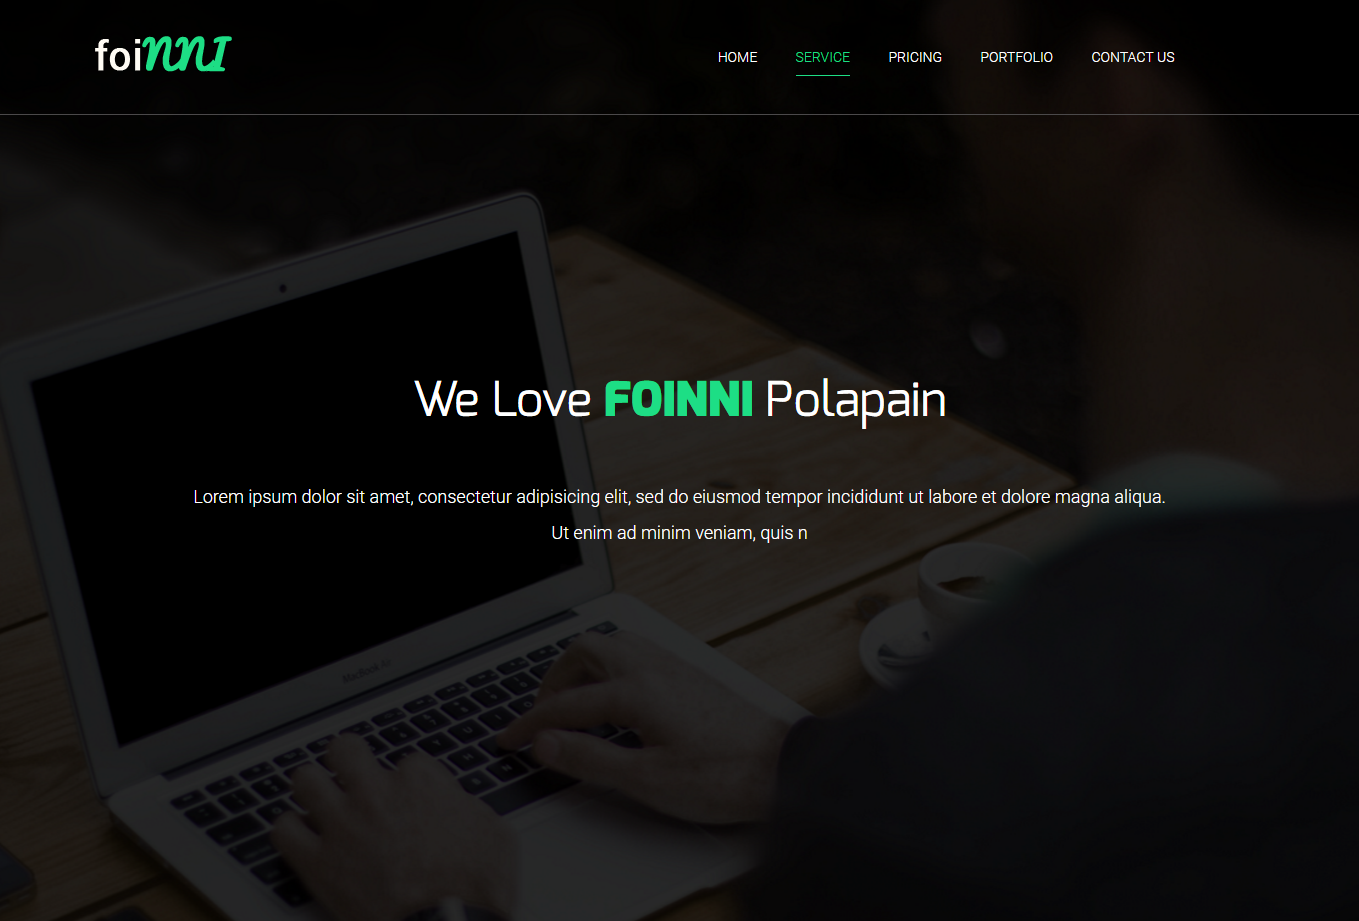 foiNNI
HOME SERVICE PRICING PORTFOLIO CONTACT US
We Love FOINNI Polapain
Lorem ipsum dolor sit amet, consectetur adipisicing elit, sed do eiusmod tempor incididunt ut labore et dolore magna aliqua.
Ut enim ad minim veniam, quis n
MacBook Air